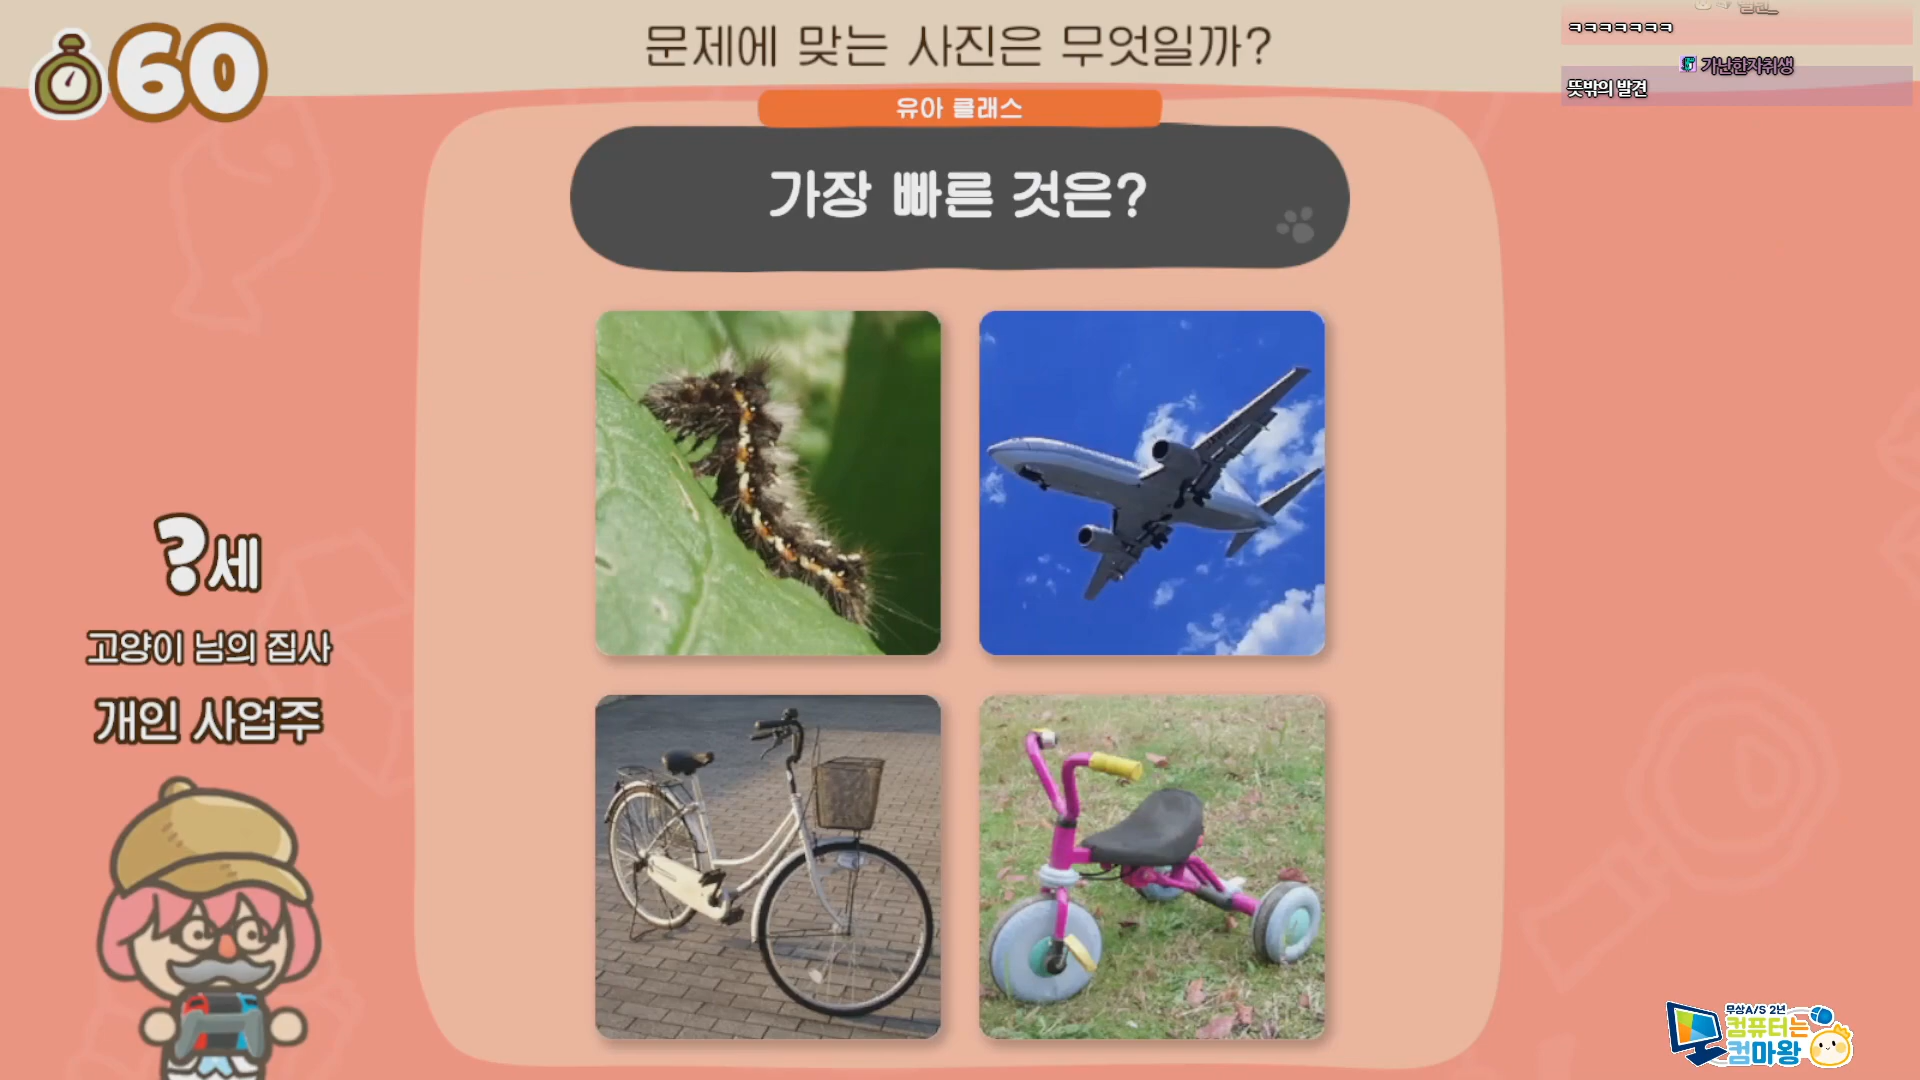 60
문제에 맞는 사진은 무엇일까?
ㅋㅋㅋㅋㅋㅋㅋ
가난한자취생
뜻밖의 발견
유아 클래스
가장 빠른 것은?
?세
고양이 님의 집사
개인 사업주
무상A/S 2년
컴퓨터는
컴마왕